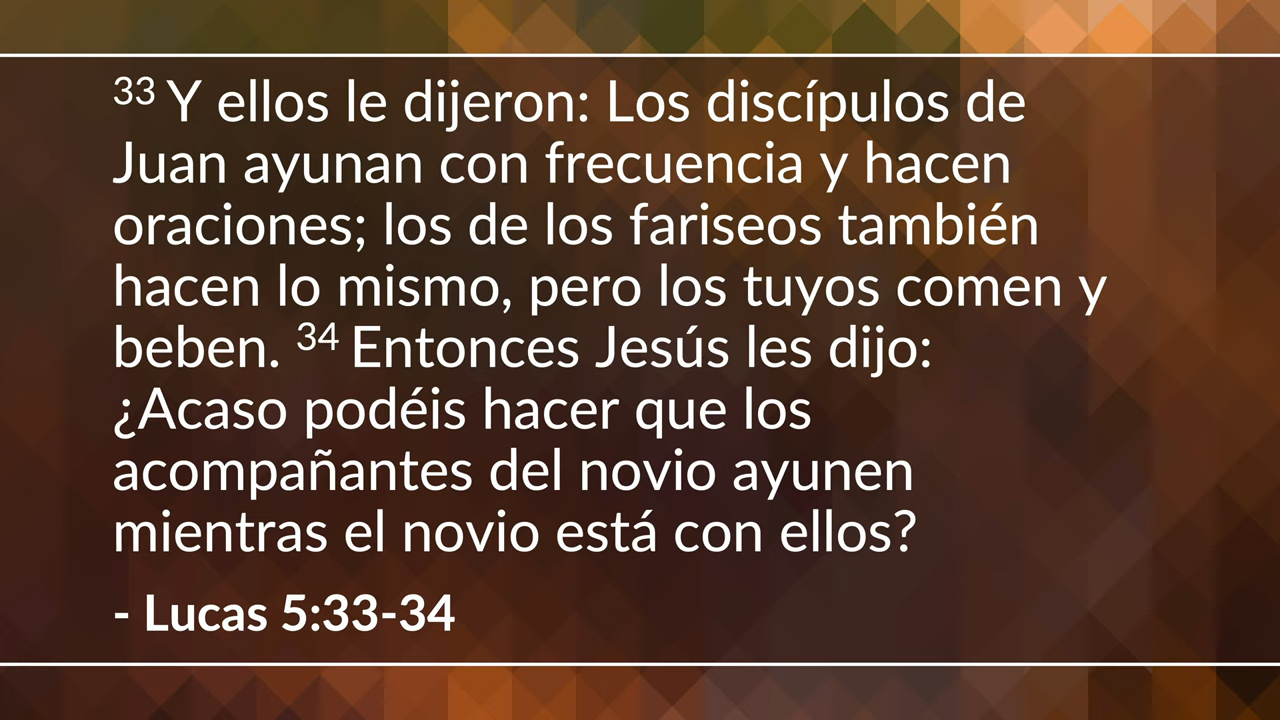 33 Y ellos le dijeron: Los discípulos de
Juan ayunan con frecuencia y hacen
oraciones; los de los fariseos también
hacen lo mismo, pero los tuyos comen y
beben. 34 Entonces Jesús les dijo:
¿Acaso podéis hacer que los
acompañantes del novio ayunen
mientras el novio está con ellos?
- Lucas 5:33-34